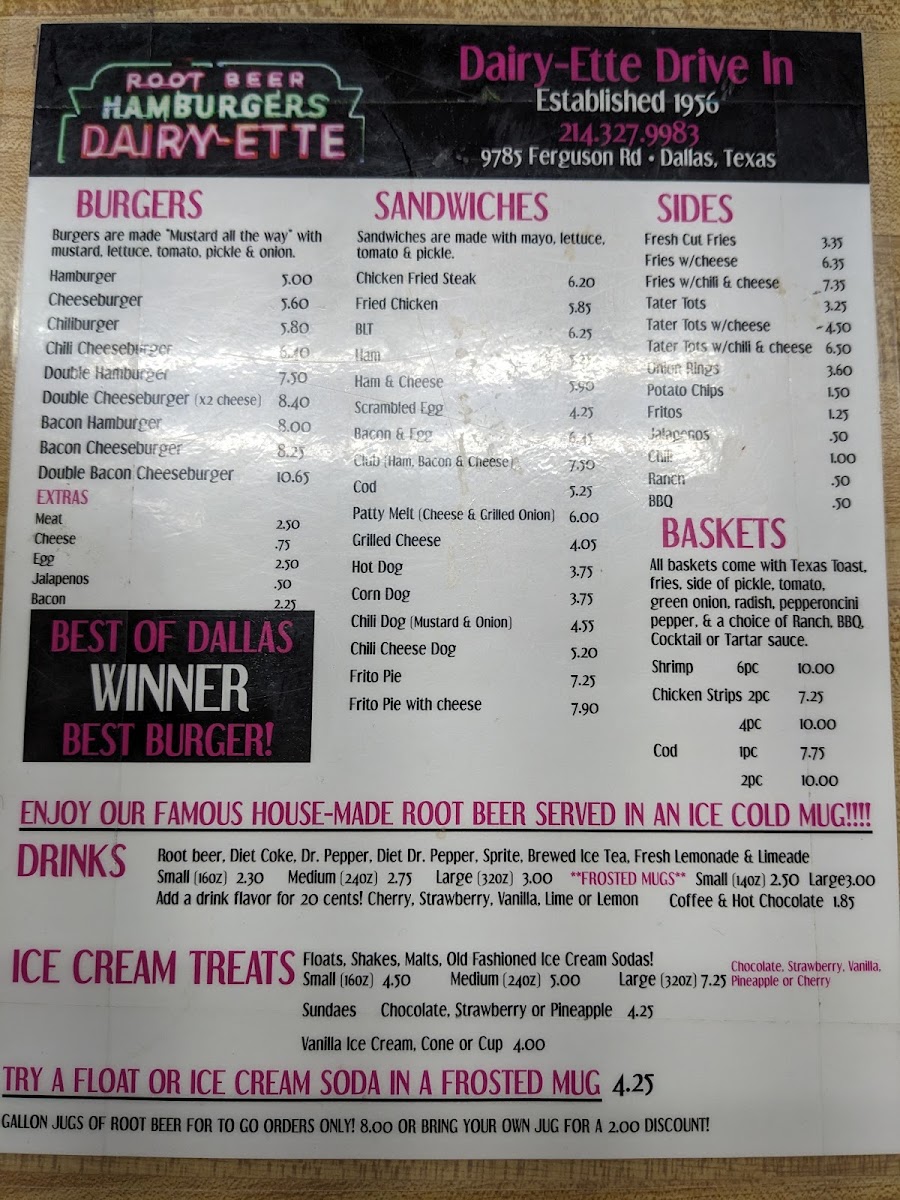 ROOT BEER
HAMBURGERS
DAIRY-ETTE
Dairy-Ette Drive In
Established 1956
214.327.9983
9785 Ferguson Rd • Dallas, Texas
BURGERS
Burgers are made "Mustard all the way" with
mustard, lettuce, tomato, pickle & onion.
Hamburger 5.00
Cheeseburger 5.60
Chiliburger 5.80
Chili Cheeseburger 6.40
Double Hamburger 7.50
Double Cheeseburger (x2 cheese) 8.40
Bacon Hamburger 8.00
Bacon Cheeseburger 8.25
Double Bacon Cheeseburger 10.65
EXTRAS
Meat 2.50
Cheese .75
Egg 2.50
Jalapenos .50
Bacon 2.25
BEST OF DALLAS
WINNER
BEST BURGER!
SANDWICHES
Sandwiches are made with mayo, lettuce,
tomato & pickle.
Chicken Fried Steak 6.20
Fried Chicken 5.85
BLT 6.25
Ham
Ham & Cheese 5.90
Scrambled Egg 4.25
Bacon & Egg 6.45
Club (Ham, Bacon & Cheese) 7.50
Cod 5.25
Patty Melt (Cheese & Grilled Onion) 6.00
Grilled Cheese 4.05
Hot Dog 3.75
Corn Dog 3.75
Chili Dog (Mustard & Onion) 4.55
Chili Cheese Dog 5.20
Frito Pie 7.25
Frito Pie with cheese 7.90
SIDES
Fresh Cut Fries 3.35
Fries w/cheese 6.35
Fries w/chili & cheese 7.35
Tater Tots 3.25
Tater Tots w/cheese 4.50
Tater Tots w/chili & cheese 6.50
Onion Rings 3.60
Potato Chips 1.50
Fritos 1.25
Jalapenos .50
Chili 1.00
Ranch .50
BBQ .50
BASKETS
All baskets come with Texas Toast,
fries, side of pickle, tomato,
green onion, radish, pepperoncini
pepper, & a choice of Ranch, BBQ,
Cocktail or Tartar sauce.
Shrimp 6pc 10.00
Chicken Strips 2pc 7.25
4pc 10.00
Cod 1pc 7.75
2pc 10.00
ENJOY OUR FAMOUS HOUSE-MADE ROOT BEER SERVED IN AN ICE COLD MUG!!!!
DRINKS
Root beer, Diet Coke, Dr. Pepper, Diet Dr. Pepper, Sprite, Brewed Ice Tea, Fresh Lemonade & Limeade
Small (16oz) 2.30 Medium (24oz) 2.75 Large (32oz) 3.00 **FROSTED MUGS** Small (14oz) 2.50 Large3.00
Add a drink flavor for 20 cents! Cherry, Strawberry, Vanilla, Lime or Lemon Coffee & Hot Chocolate 1.85
ICE CREAM TREATS
Floats, Shakes, Malts, Old Fashioned Ice Cream Sodas!
Small (16oz) 4.50 Medium (24oz) 5.00 Large (32oz) 7.25
Chocolate, Strawberry, Vanilla,
Pineapple or Cherry
Sundaes Chocolate, Strawberry or Pineapple 4.25
Vanilla Ice Cream, Cone or Cup 4.00
TRY A FLOAT OR ICE CREAM SODA IN A FROSTED MUG 4.25
GALLON JUGS OF ROOT BEER FOR TO GO ORDERS ONLY! 8.00 OR BRING YOUR OWN JUG FOR A 2.00 DISCOUNT!